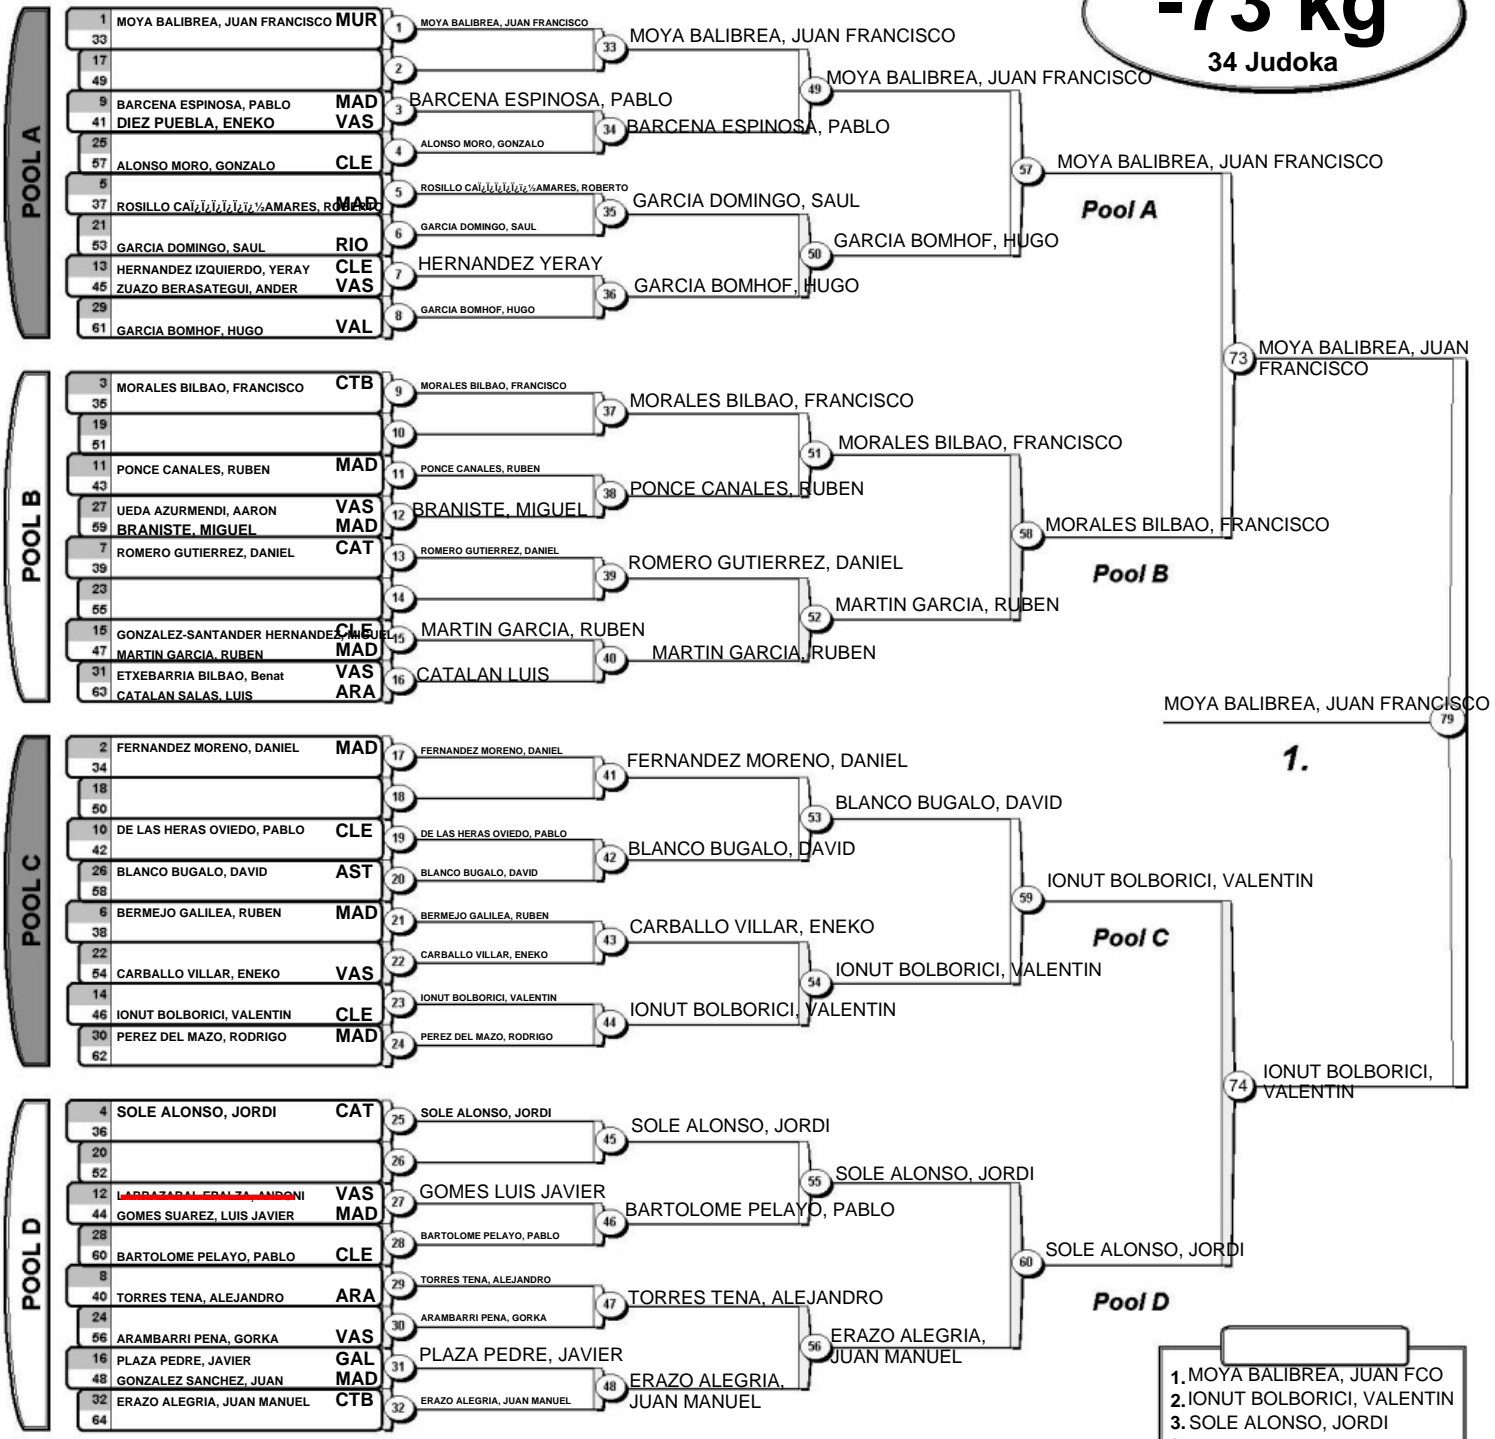 -73 kg
34 Judoka
POOL A
1 MOYA BALIBREA, JUAN FRANCISCO MUR
33
17
49
9 BARCENA ESPINOSA, PABLO MAD
41 DIEZ PUEBLA, ENEKO VAS
25
57 ALONSO MORO, GONZALO CLE
5
37 ROSILLO CAÏ¿Ï¿Ï¿Ï¿Ï¿ï¿½AMARES, ROBERTO MAD
21
53 GARCIA DOMINGO, SAUL RIO
13 HERNANDEZ IZQUIERDO, YERAY CLE
45 ZUAZO BERASATEGUI, ANDER VAS
29
61 GARCIA BOMHOF, HUGO VAL
1 MOYA BALIBREA, JUAN FRANCISCO
2
3 BARCENA ESPINOSA, PABLO
4 ALONSO MORO, GONZALO
5 ROSILLO CAÏ¿Ï¿Ï¿Ï¿Ï¿ï¿½AMARES, ROBERTO
6 GARCIA DOMINGO, SAUL
7 HERNANDEZ YERAY
8 GARCIA BOMHOF, HUGO
33 MOYA BALIBREA, JUAN FRANCISCO
34 BARCENA ESPINOSA, PABLO
35 GARCIA DOMINGO, SAUL
36 GARCIA BOMHOF, HUGO
49 MOYA BALIBREA, JUAN FRANCISCO
50 GARCIA BOMHOF, HUGO
57 MOYA BALIBREA, JUAN FRANCISCO
Pool A
POOL B
3 MORALES BILBAO, FRANCISCO CTB
35
19
51
11 PONCE CANALES, RUBEN MAD
43
27 UEDA AZURMENDI, AARON VAS
59 BRANISTE, MIGUEL MAD
7 ROMERO GUTIERREZ, DANIEL CAT
39
23
55
15 GONZALEZ-SANTANDER HERNANDEZ, MIGUEL CLE
47 MARTIN GARCIA, RUBEN MAD
31 ETXEBARRIA BILBAO, Benat VAS
63 CATALAN SALAS, LUIS ARA
9 MORALES BILBAO, FRANCISCO
10
11 PONCE CANALES, RUBEN
12 BRANISTE, MIGUEL
13 ROMERO GUTIERREZ, DANIEL
14
15 MARTIN GARCIA, RUBEN
16 CATALAN LUIS
37 MORALES BILBAO, FRANCISCO
38 PONCE CANALES, RUBEN
39 ROMERO GUTIERREZ, DANIEL
40 MARTIN GARCIA, RUBEN
51 MORALES BILBAO, FRANCISCO
52 MARTIN GARCIA, RUBEN
58 MORALES BILBAO, FRANCISCO
Pool B
73 MOYA BALIBREA, JUAN
FRANCISCO
MOYA BALIBREA, JUAN FRANCISCO
79
1.
POOL C
2 FERNANDEZ MORENO, DANIEL MAD
34
18
50
10 DE LAS HERAS OVIEDO, PABLO CLE
42
26 BLANCO BUGALO, DAVID AST
58
6 BERMEJO GALILEA, RUBEN MAD
38
22
54 CARBALLO VILLAR, ENEKO VAS
14
46 IONUT BOLBORICI, VALENTIN CLE
30 PEREZ DEL MAZO, RODRIGO MAD
62
17 FERNANDEZ MORENO, DANIEL
18
19 DE LAS HERAS OVIEDO, PABLO
20 BLANCO BUGALO, DAVID
21 BERMEJO GALILEA, RUBEN
22 CARBALLO VILLAR, ENEKO
23 IONUT BOLBORICI, VALENTIN
24 PEREZ DEL MAZO, RODRIGO
41 FERNANDEZ MORENO, DANIEL
42 BLANCO BUGALO, DAVID
43 CARBALLO VILLAR, ENEKO
44 IONUT BOLBORICI, VALENTIN
53 BLANCO BUGALO, DAVID
54 IONUT BOLBORICI, VALENTIN
59 IONUT BOLBORICI, VALENTIN
Pool C
74 IONUT BOLBORICI,
VALENTIN
POOL D
4 SOLE ALONSO, JORDI CAT
36
20
52
12 LARRAZABAL ERALZA, ANDONI VAS
44 GOMES SUAREZ, LUIS JAVIER MAD
28
60 BARTOLOME PELAYO, PABLO CLE
8
40 TORRES TENA, ALEJANDRO ARA
24
56 ARAMBARRI PENA, GORKA VAS
16 PLAZA PEDRE, JAVIER GAL
48 GONZALEZ SANCHEZ, JUAN MAD
32 ERAZO ALEGRIA, JUAN MANUEL CTB
64
25 SOLE ALONSO, JORDI
26
27 GOMES LUIS JAVIER
28 BARTOLOME PELAYO, PABLO
29 TORRES TENA, ALEJANDRO
30 ARAMBARRI PENA, GORKA
31 PLAZA PEDRE, JAVIER
32 ERAZO ALEGRIA, JUAN MANUEL
45 SOLE ALONSO, JORDI
46 BARTOLOME PELAYO, PABLO
47 TORRES TENA, ALEJANDRO
48 ERAZO ALEGRIA,
JUAN MANUEL
55 SOLE ALONSO, JORDI
56 ERAZO ALEGRIA,
JUAN MANUEL
60 SOLE ALONSO, JORDI
Pool D
1. MOYA BALIBREA, JUAN FCO
2. IONUT BOLBORICI, VALENTIN
3. SOLE ALONSO, JORDI